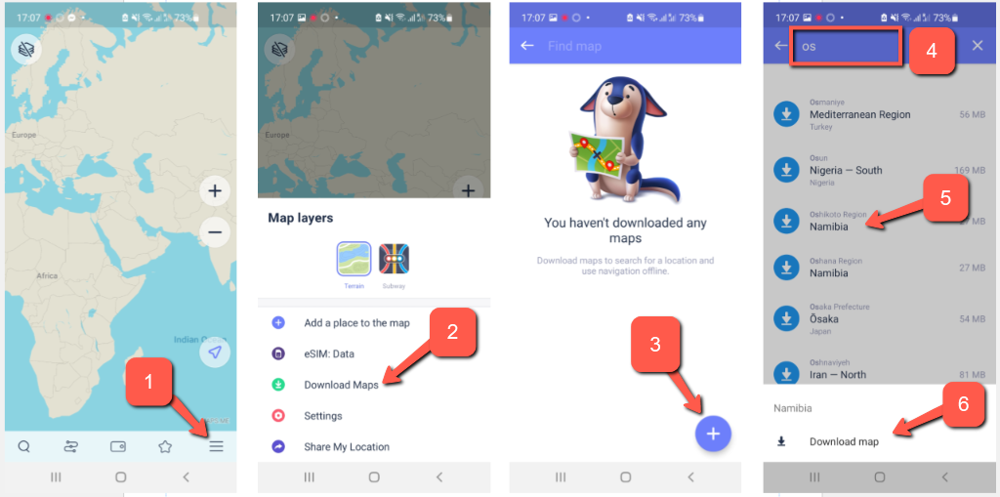 17:07
73%
Europe
Africa
Indian
1
17:07
73%
Europe
Map layers
Terrain
Subway
Add a place to the map
eSIM: Data
2
Download Maps
Settings
Share My Location
17:07
73%
Find map
You haven't downloaded any
maps
Download maps to search for a location and
use navigation offline.
3
17:07
73%
os
4
Osmaniye
Mediterranean Region
56 MB
Turkey
Osun
Nigeria — South
169 MB
Nigeria
5
Oshikoto Region
Namibia
MB
Oshana Region
Namibia
27 MB
Osaka Prefecture
Ōsaka
54 MB
Japan
Oshnaviyeh
Iran — North
81 MB
6
Namibia
Download map